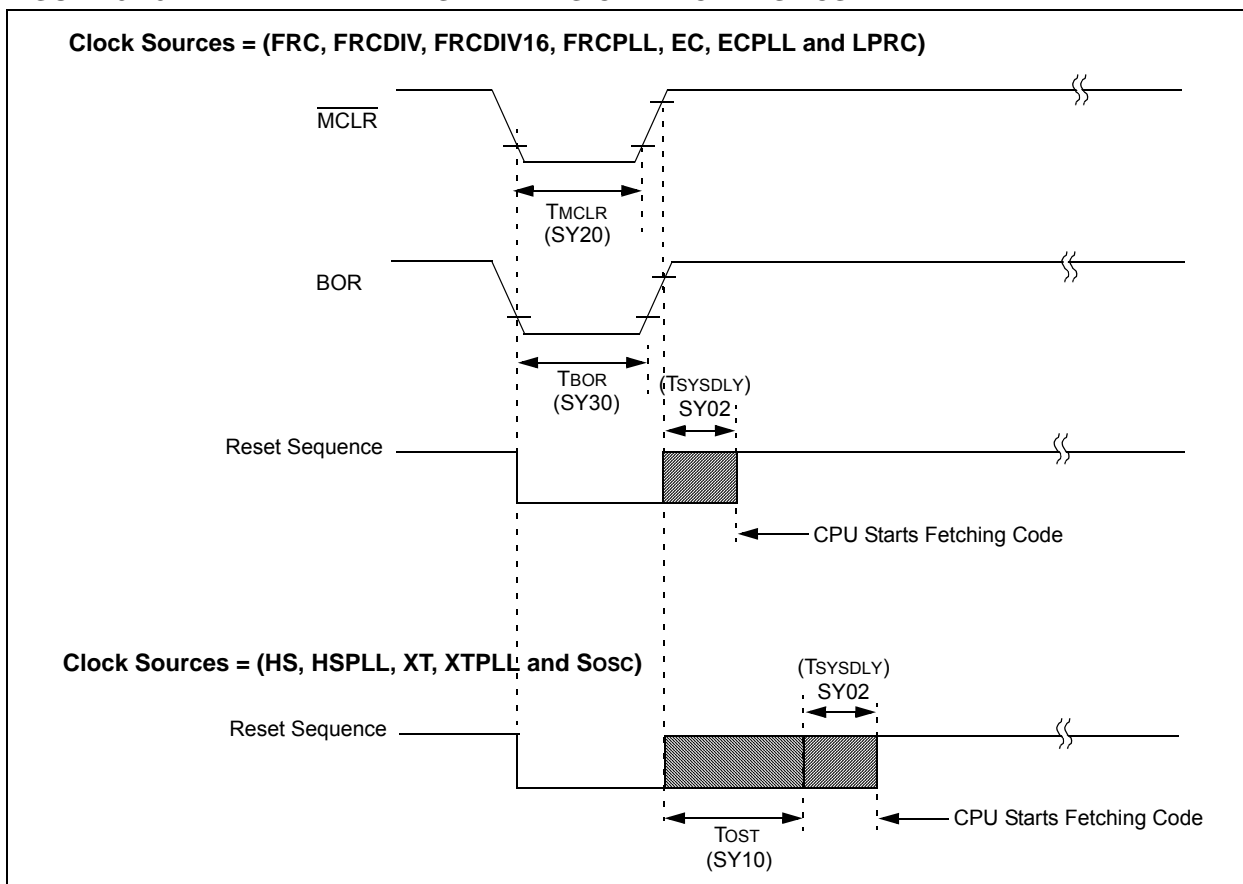 Clock Sources = (FRC, FRCDIV, FRCDIV16, FRCPLL, EC, ECPLL and LPRC)
MCLR
TMCLR
(SY20)
BOR
TBOR
(SY30)
(TSYSDLY)
SY02
Reset Sequence
CPU Starts Fetching Code
Clock Sources = (HS, HSPLL, XT, XTPLL and SOSC)
(TSYSDLY)
SY02
Reset Sequence
CPU Starts Fetching Code
TOST
(SY10)